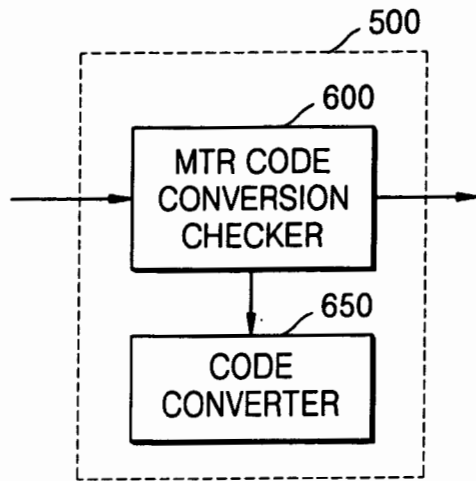 500
600
MTR CODE
CONVERSION
CHECKER
650
CODE
CONVERTER